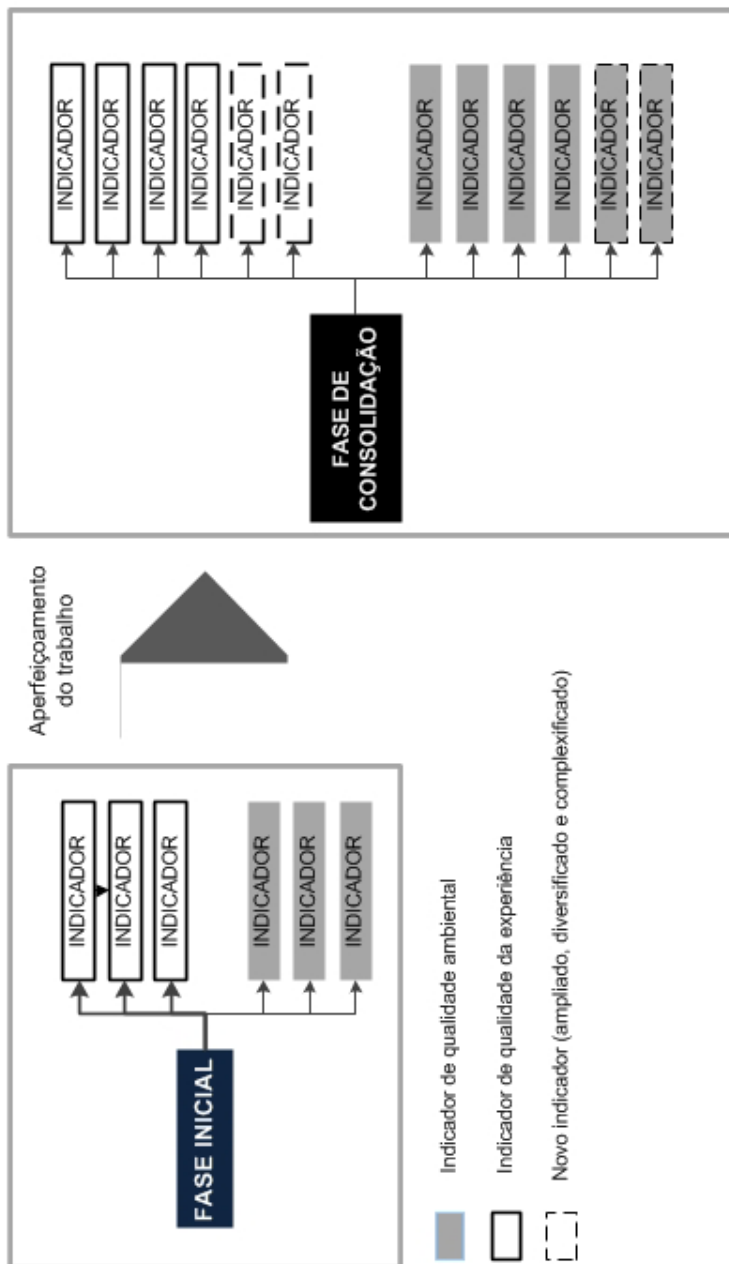 FASE INICIAL
INDICADOR
INDICADOR
INDICADOR
INDICADOR
INDICADOR
INDICADOR
Aperfeiçoamento
do trabalho
FASE DE
CONSOLIDAÇÃO
INDICADOR
INDICADOR
INDICADOR
INDICADOR
INDICADOR
INDICADOR
INDICADOR
INDICADOR
INDICADOR
INDICADOR
INDICADOR
INDICADOR
Indicador de qualidade ambiental
Indicador de qualidade da experiência
Novo indicador (ampliado, diversificado e complexificado)